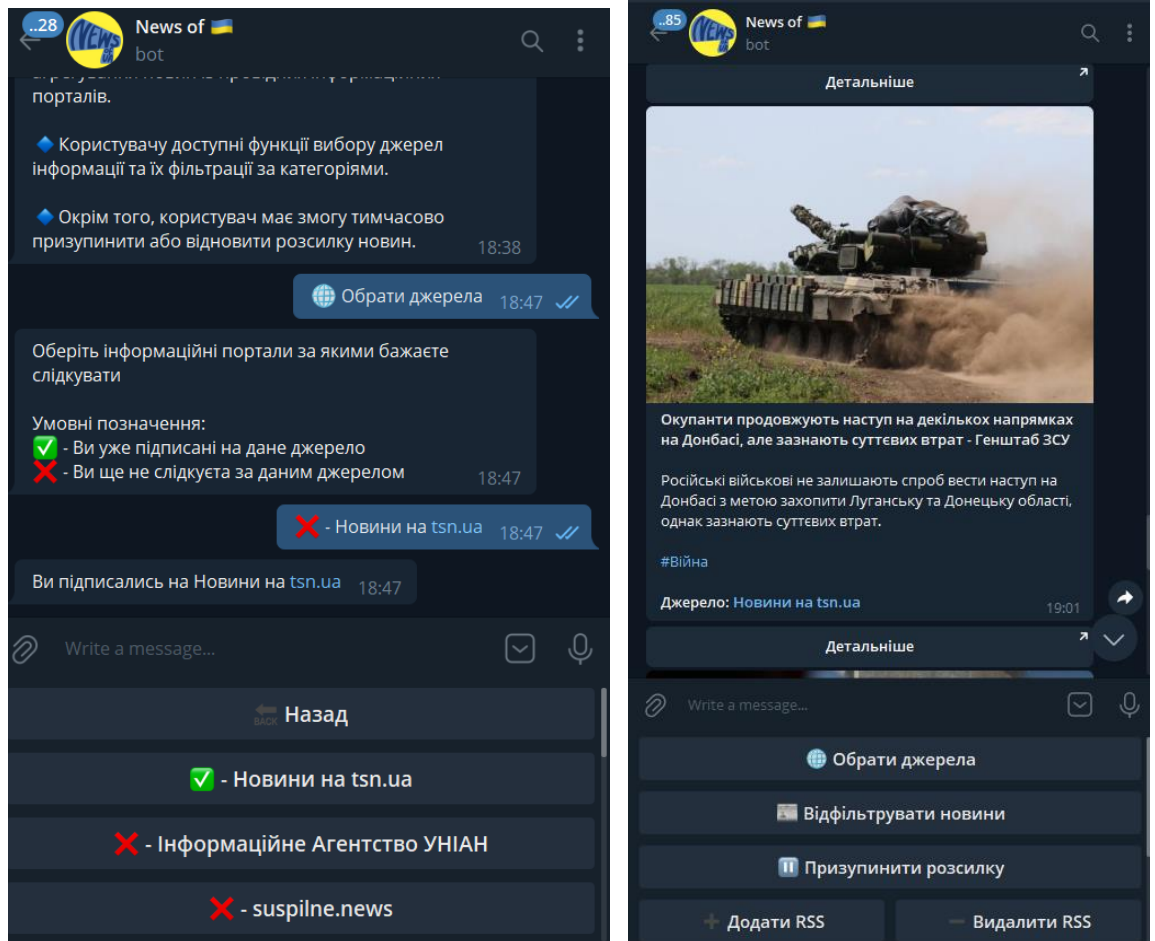 ..28
News of
bot
порталів.
Користувачу доступні функції вибору джерел
інформації та їх фільтрації за категоріями.
Окрім того, користувач має змогу тимчасово
призупинити або відновити розсилку новин.
18:38
Обрати джерела 18:47
Оберіть інформаційні портали за якими бажаєте
слідкувати
Умовні позначення:
✅ - Ви уже підписані на дане джерело
❌ - Ви ще не слідкуєта за даним джерелом
18:47
❌ - Новини на tsn.ua 18:47
Ви підписались на Новини на tsn.ua 18:47
Write a message...
BACK Назад
✅ - Новини на tsn.ua
❌ - Інформаційне Агентство УНІАН
❌ - suspilne.news
..85
News of
bot
Детальніше
Окупанти продовжують наступ на декількох напрямках
на Донбасі, але зазнають суттєвих втрат - Генштаб ЗСУ
Російські військові не залишають спроб вести наступ на
Донбасі з метою захопити Луганську та Донецьку області,
однак зазнають суттєвих втрат.
#Війна
Джерело: Новини на tsn.ua
19:01
Детальніше
Write a message...
Обрати джерела
Відфільтрувати новини
Призупинити розсилку
Додати RSS
Видалити RSS